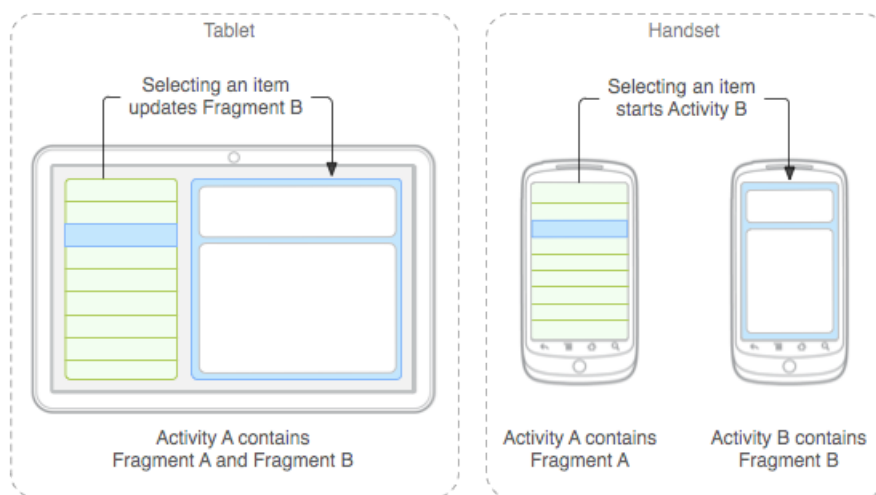 Tablet
Selecting an item
updates Fragment B
Activity A contains
Fragment A and Fragment B
Handset
Selecting an item
starts Activity B
Activity A contains
Fragment A
Activity B contains
Fragment B